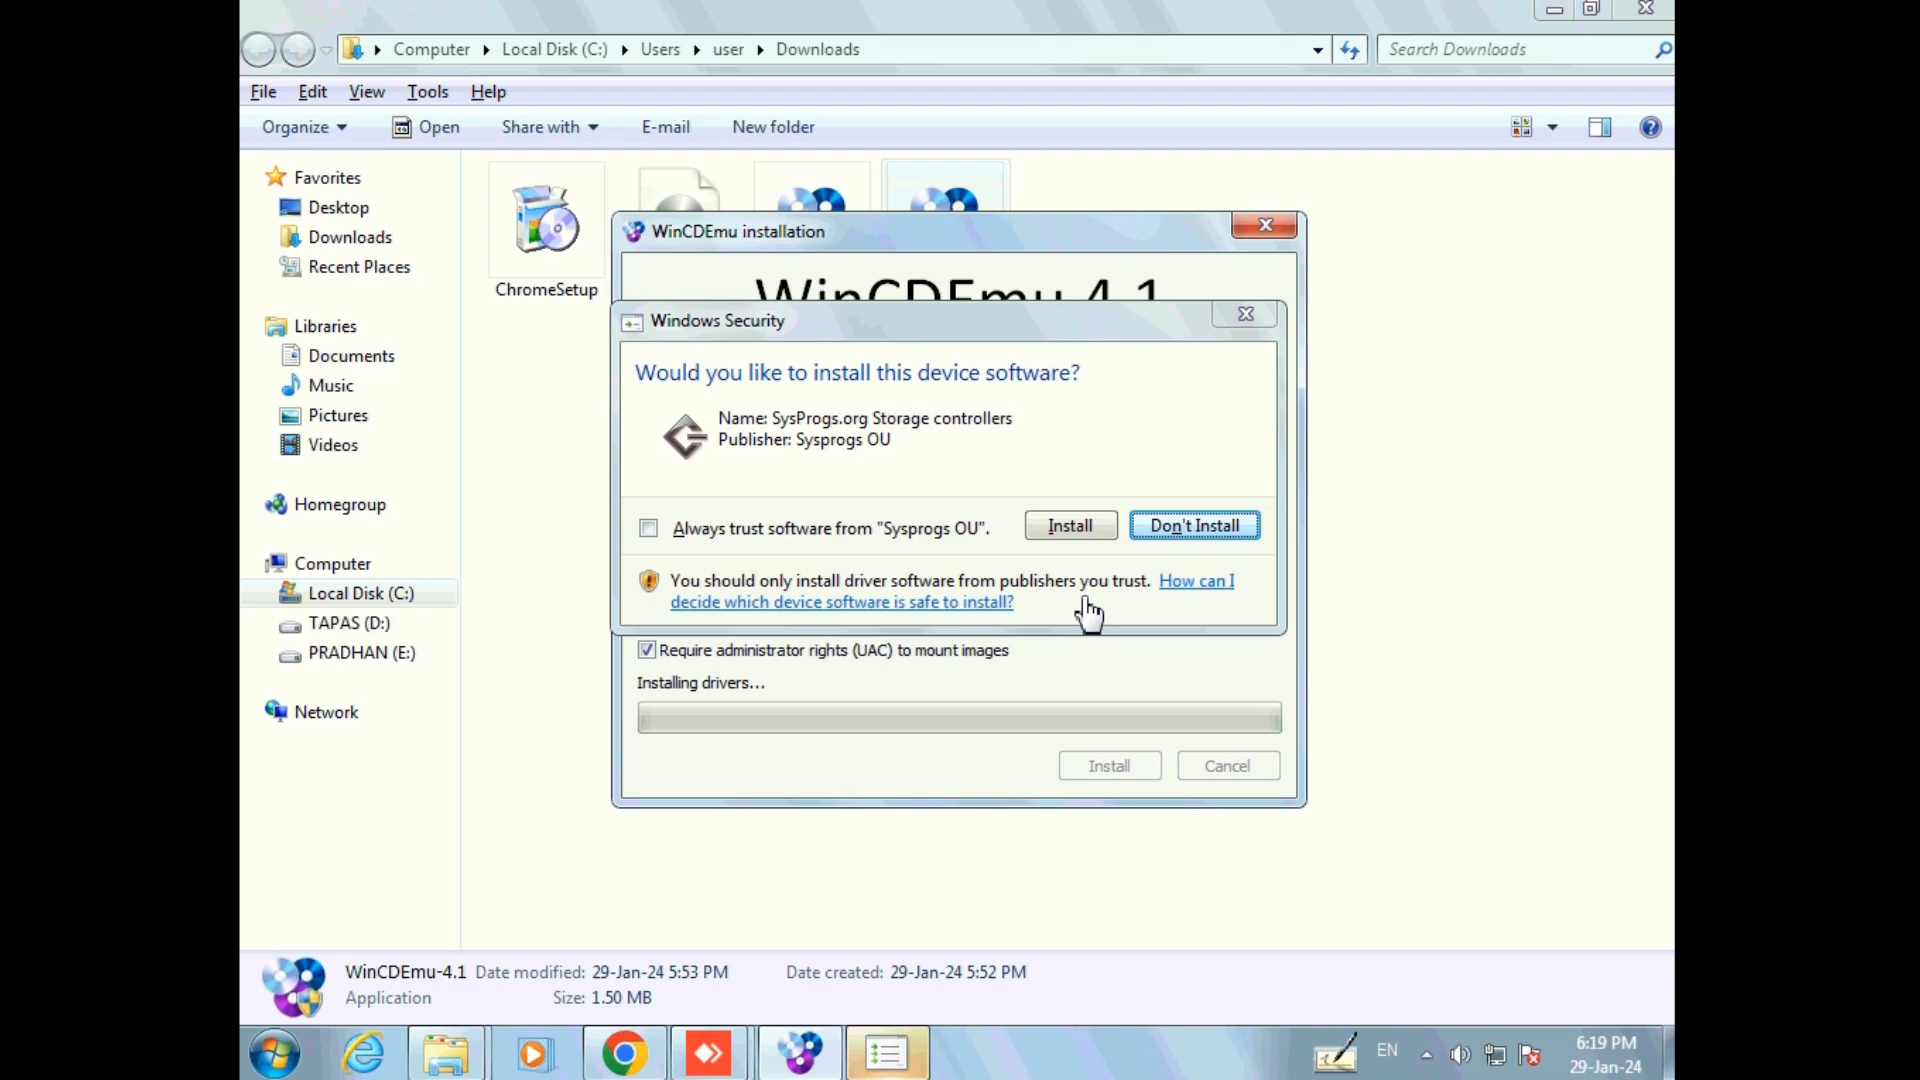 Computer Local Disk (C:) Users user Downloads
Search Downloads
File Edit View Tools Help
Organize Open Share with E-mail New folder
Favorites
Desktop
Downloads
Recent Places
Libraries
Documents
Music
Pictures
Videos
Homegroup
Computer
Local Disk (C:)
TAPAS (D:)
PRADHAN (E:)
Network
ChromeSetup
WinCDEmu installation
WinCDEmu 4.1
Windows Security
Would you like to install this device software?
Name: SysProgs.org Storage controllers
Publisher: Sysprogs OU
Always trust software from "Sysprogs OU".
Install
Don't Install
You should only install driver software from publishers you trust. How can I
decide which device software is safe to install?
Require administrator rights (UAC) to mount images
Installing drivers...
Install
Cancel
WinCDEmu-4.1 Date modified: 29-Jan-24 5:53 PM Date created: 29-Jan-24 5:52 PM
Application Size: 1.50 MB
EN
6:19 PM
29-Jan-24